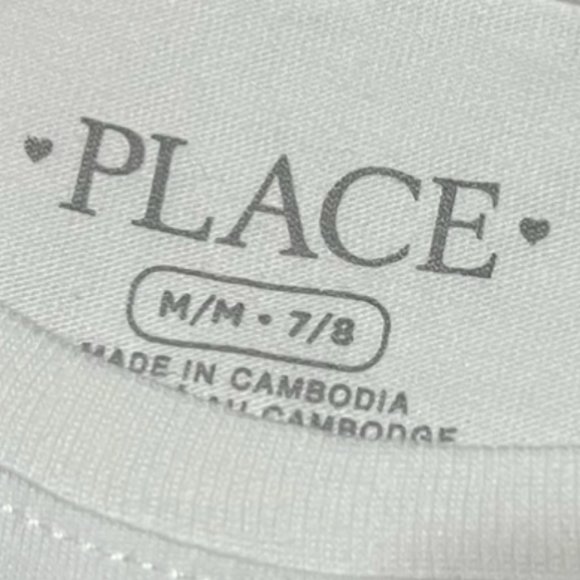 PLACE
M/M • 7/8
MADE IN CAMBODIA
AU CAMBODGE